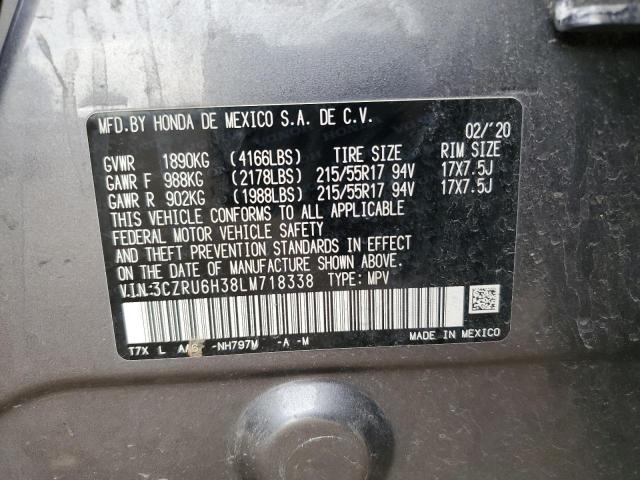 MFD.BY HONDA DE MEXICO S.A. DE C.V.
02/'20
GVWR 1890KG (4166LBS) TIRE SIZE RIM SIZE
GAWR F 988KG (2178LBS) 215/55R17 94V 17X7.5J
GAWR R 902KG (1988LBS) 215/55R17 94V 17X7.5J
THIS VEHICLE CONFORMS TO ALL APPLICABLE
FEDERAL MOTOR VEHICLE SAFETY
AND THEFT PREVENTION STANDARDS IN EFFECT
ON THE DATE OF MANUFACTURE SHOWN ABOVE.
V.I.N.:3CZRU6H38LM718338 TYPE: MPV
T7X L AA6 -NH797M -A -M
MADE IN MEXICO